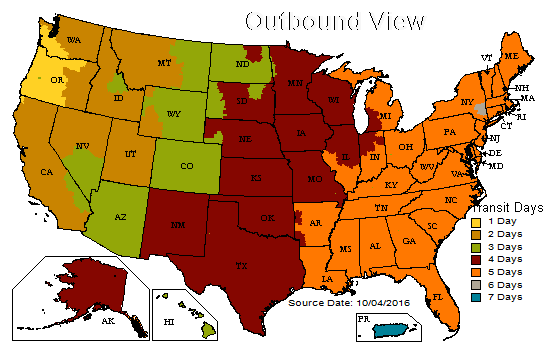 Outbound View
WA
MT
ND
MN
ME
VT
OR
ID
SD
WI
MI
NY
NH
MA
WY
RI
CT
NE
IA
PA
NJ
NV
UT
CO
IL
IN
OH
WV
DE
MD
CA
KS
MO
KY
VA
NC
AZ
NM
OK
AR
TN
SC
TX
MS
AL
GA
LA
FL
AK
HI
PR
Transit Days
1 Day
2 Days
3 Days
4 Days
5 Days
6 Days
7 Days
Source Date: 10/04/2016